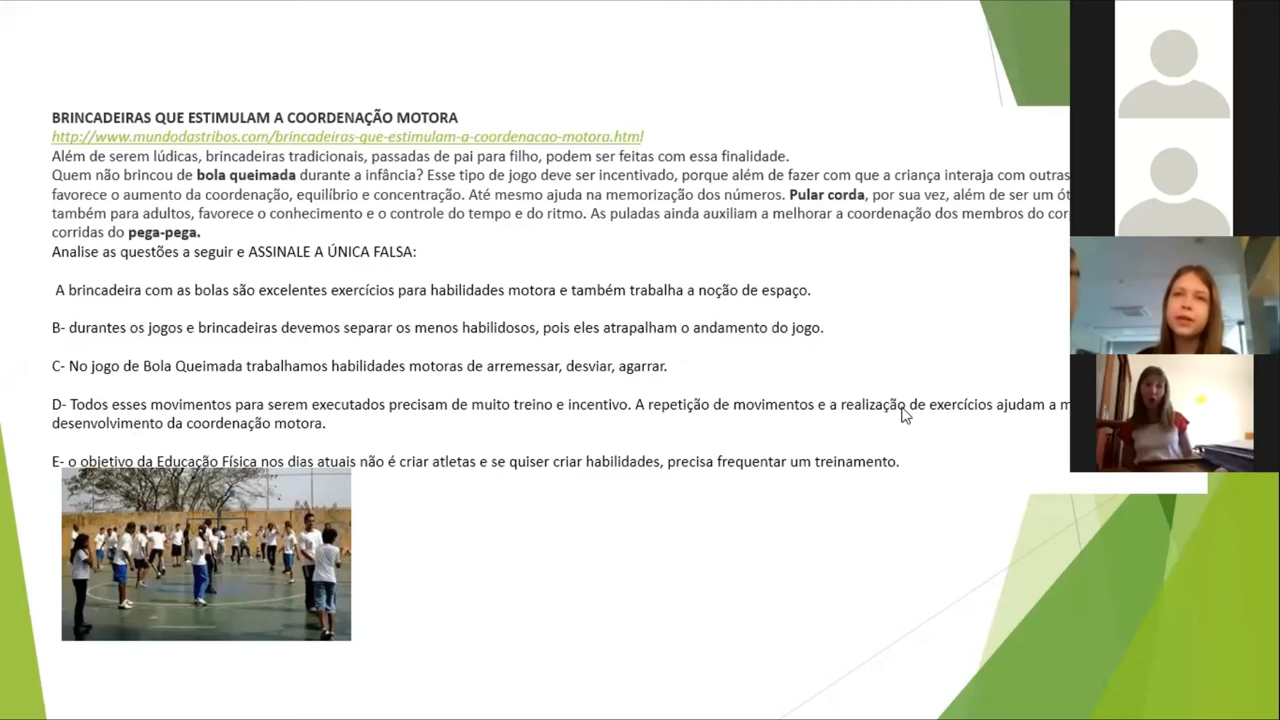 BRINCADEIRAS QUE ESTIMULAM A COORDENAÇÃO MOTORA
http://www.mundodastribos.com/brincadeiras-que-estimulam-a-coordenacao-motora.html
Além de serem lúdicas, brincadeiras tradicionais, passadas de pai para filho, podem ser feitas com essa finalidade.
Quem não brincou de bola queimada durante a infância? Esse tipo de jogo deve ser incentivado, porque além de fazer com que a criança interaja com outras
favorece o aumento da coordenação, equilíbrio e concentração. Até mesmo ajuda na memorização dos números. Pular corda, por sua vez, além de ser um
também para adultos, favorece o conhecimento e o controle do tempo e do ritmo. As puladas ainda auxiliam a melhorar a coordenação dos membros do
corridas do pega-pega.
Analise as questões a seguir e ASSINALE A ÚNICA FALSA:
A brincadeira com as bolas são excelentes exercícios para habilidades motora e também trabalha a noção de espaço.
B- durantes os jogos e brincadeiras devemos separar os menos habilidosos, pois eles atrapalham o andamento do jogo.
C- No jogo de Bola Queimada trabalhamos habilidades motoras de arremessar, desviar, agarrar.
D- Todos esses movimentos para serem executados precisam de muito treino e incentivo. A repetição de movimentos e a realização de exercícios ajudam a
desenvolvimento da coordenação motora.
E- o objetivo da Educação Física nos dias atuais não é criar atletas e se quiser criar habilidades, precisa frequentar um treinamento.